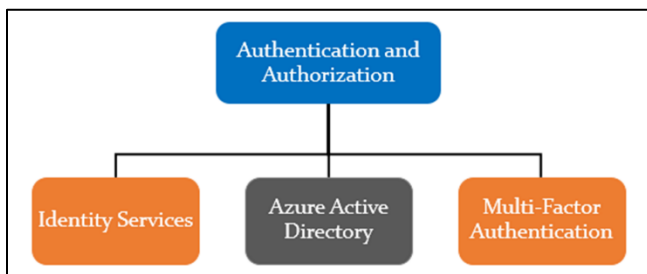 Authentication and
Authorization
Identity Services
Azure Active
Directory
Multi-Factor
Authentication